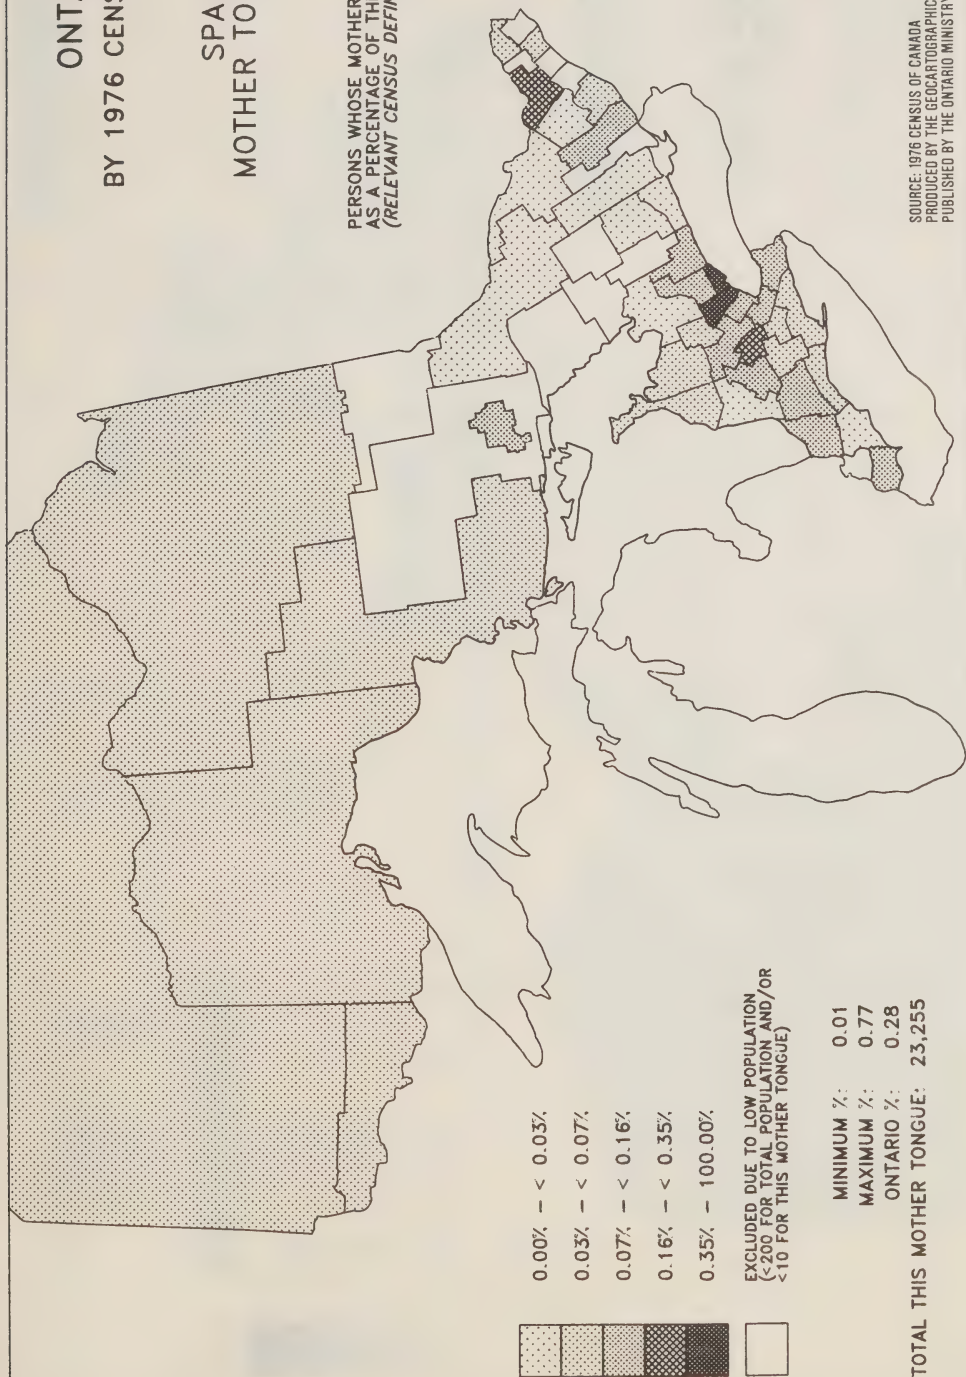 ONT
BY 1976 CENS
SPA
MOTHER TO
PERSONS WHOSE MOTHER
AS A PERCENTAGE OF THE
(RELEVANT CENSUS DEFIN
0.00% - < 0.03%
0.03% - < 0.07%
0.07% - < 0.16%
0.16% - < 0.35%
0.35% - 100.00%
EXCLUDED DUE TO LOW POPULATION
(<200 FOR TOTAL POPULATION AND/OR
<10 FOR THIS MOTHER TONGUE)
MINIMUM %: 0.01
MAXIMUM %: 0.77
ONTARIO %: 0.28
TOTAL THIS MOTHER TONGUE: 23,255
SOURCE: 1976 CENSUS OF CANADA
PRODUCED BY THE GEOCARTOGRAPHIC
PUBLISHED BY THE ONTARIO MINISTRY